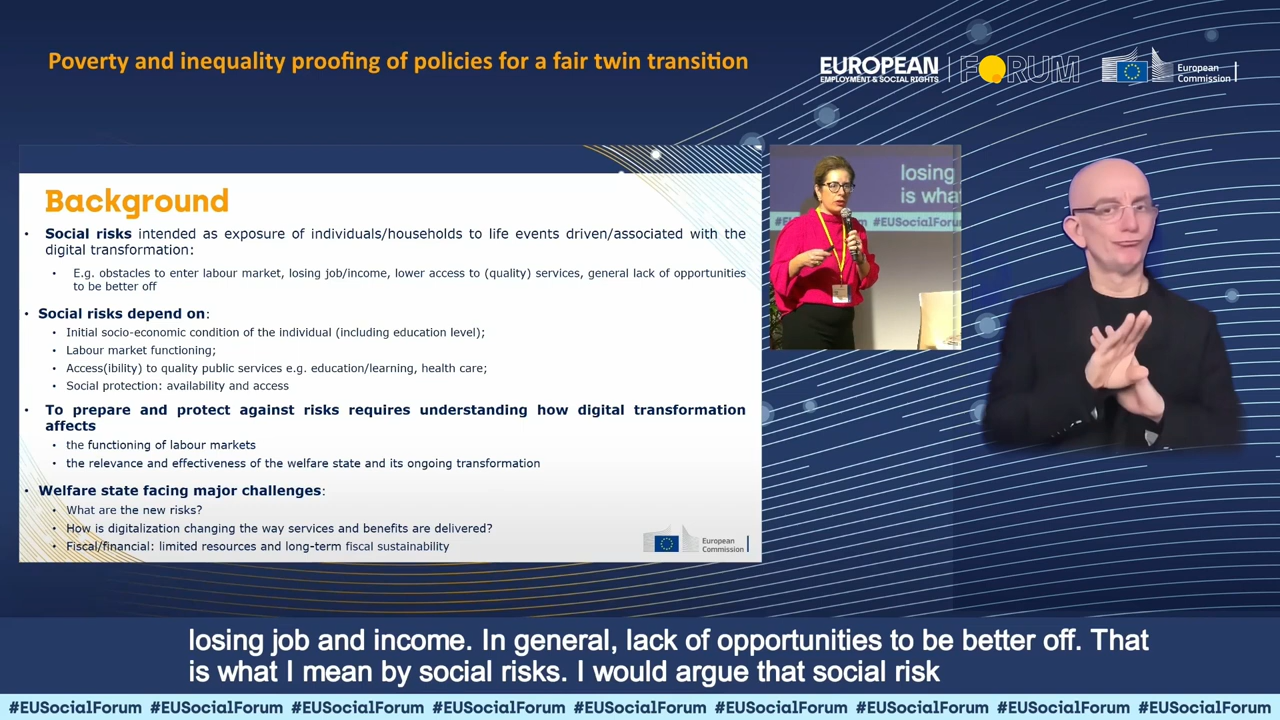 Poverty and inequality proofing of policies for a fair twin transition
EUROPEAN
EMPLOYMENT & SOCIAL RIGHTS
FORUM
European
Commission
Background
• Social risks intended as exposure of individuals/households to life events driven/associated with the
digital transformation:
• E.g. obstacles to enter labour market, losing job/income, lower access to (quality) services, general lack of opportunities
to be better off
• Social risks depend on:
• Initial socio-economic condition of the individual (including education level);
• Labour market functioning;
• Access(ibility) to quality public services e.g. education/learning, health care;
• Social protection: availability and access
• To prepare and protect against risks requires understanding how digital transformation
affects
• the functioning of labour markets
• the relevance and effectiveness of the welfare state and its ongoing transformation
• Welfare state facing major challenges:
• What are the new risks?
• How is digitalization changing the way services and benefits are delivered?
• Fiscal/financial: limited resources and long-term fiscal sustainability
European
Commission
losing
is what
#EUSocialForu
losing job and income. In general, lack of opportunities to be better off. That
is what I mean by social risks. I would argue that social risk
#EUSocialForum #EUSocialForum #EUSocialForum #EUSocialForum #EUSocialForum #EUSocialForum #EUSocialForum #EUSocialForum #EUSocialForum